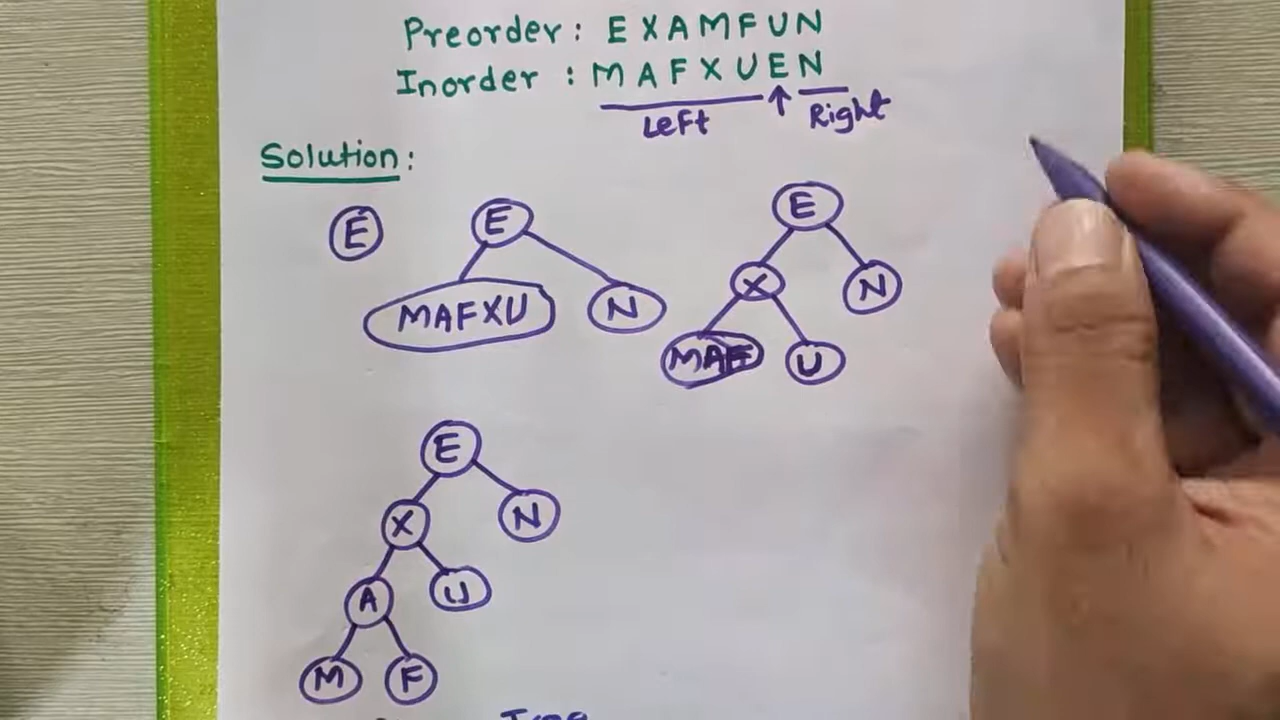 Preorder: EXAMFUN
Inorder : MAFXUEN
Left Right
Solution:
E E E
X N
MAFXU N
MAF U
E
X N
A U
M F